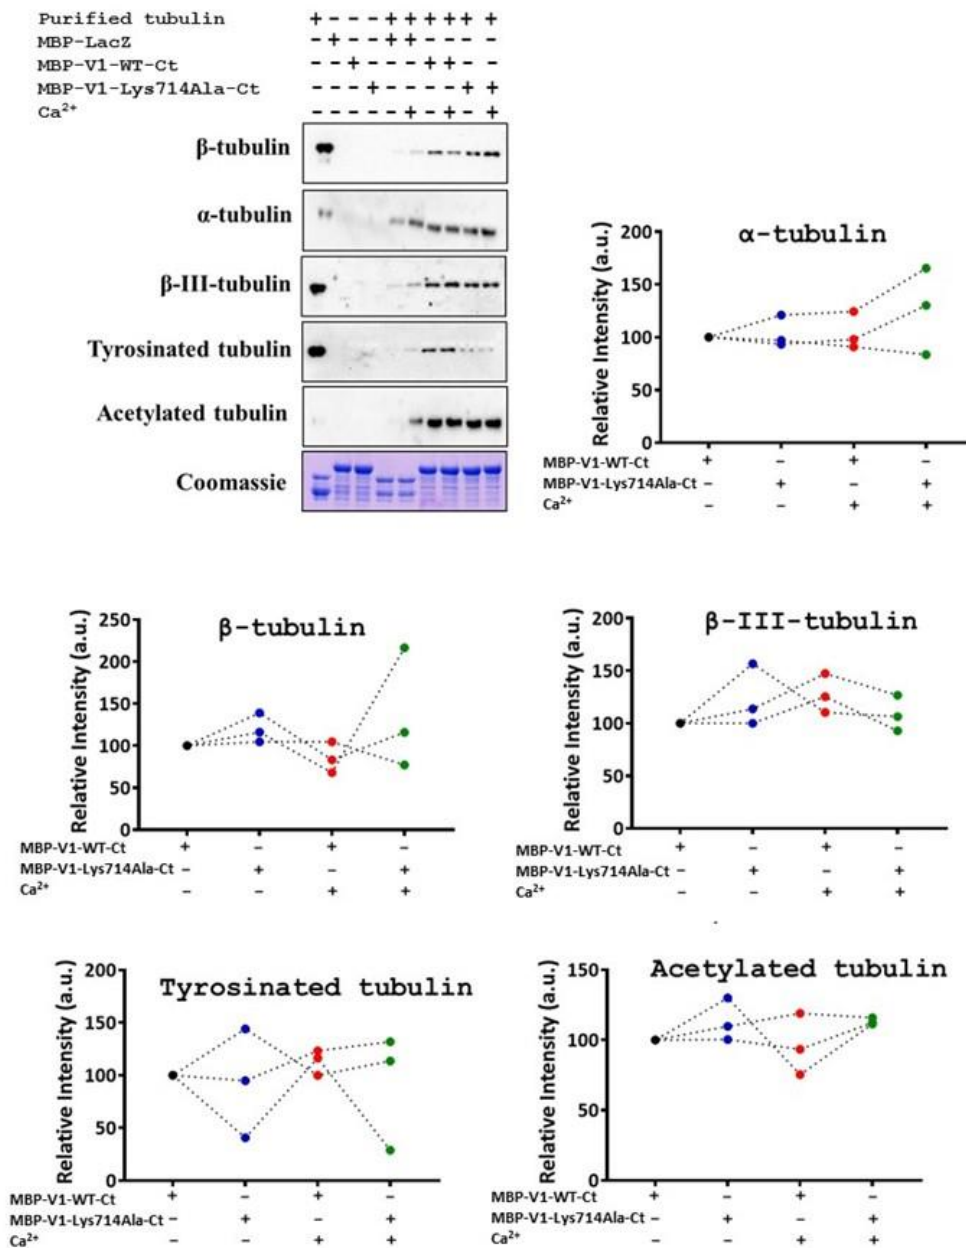 Purified tubulin + - - - + + + + + +
MBP-LacZ - + - - + + - - - -
MBP-V1-WT-Ct - - + - - - + + - -
MBP-V1-Lys714Ala-Ct - - - + - - - - + +
Ca²⁺ - - - - - + - + - +
β-tubulin
α-tubulin
β-III-tubulin
Tyrosinated tubulin
Acetylated tubulin
Coomassie
α-tubulin
Relative Intensity (a.u.)
200
150
100
50
0
MBP-V1-WT-Ct + - + -
MBP-V1-Lys714Ala-Ct - + - +
Ca²⁺ - - + +
β-tubulin
Relative Intensity (a.u.)
250
200
150
100
50
0
MBP-V1-WT-Ct + - + -
MBP-V1-Lys714Ala-Ct - + - +
Ca²⁺ - - + +
β-III-tubulin
Relative Intensity (a.u.)
200
150
100
50
0
MBP-V1-WT-Ct + - + -
MBP-V1-Lys714Ala-Ct - + - +
Ca²⁺ - - + +
Tyrosinated tubulin
Relative Intensity (a.u.)
200
150
100
50
0
MBP-V1-WT-Ct + - + -
MBP-V1-Lys714Ala-Ct - + - +
Ca²⁺ - - + +
Acetylated tubulin
Relative Intensity (a.u.)
150
100
50
0
MBP-V1-WT-Ct + - + -
MBP-V1-Lys714Ala-Ct - + - +
Ca²⁺ - - + +